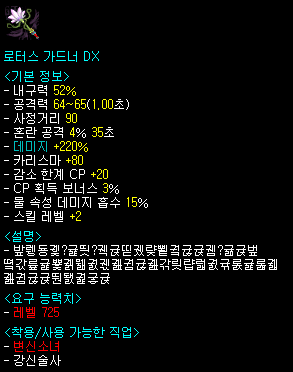 로터스 가드너 DX
<기본 정보>
- 내구력 52%
- 공격력 64~65(1,00초)
- 사정거리 90
- 혼란 공격 4% 35초
- 데미지 +220%
- 카리스마 +80
- 감소 한계 CP +20
- CP 획득 보너스 3%
- 물 속성 데미지 흡수 15%
- 스킬 레벨 +2
<설명>
<요구 능력치>
- 레벨 725
<착용/사용 가능한 직업>
- 변신소녀
- 강신술사